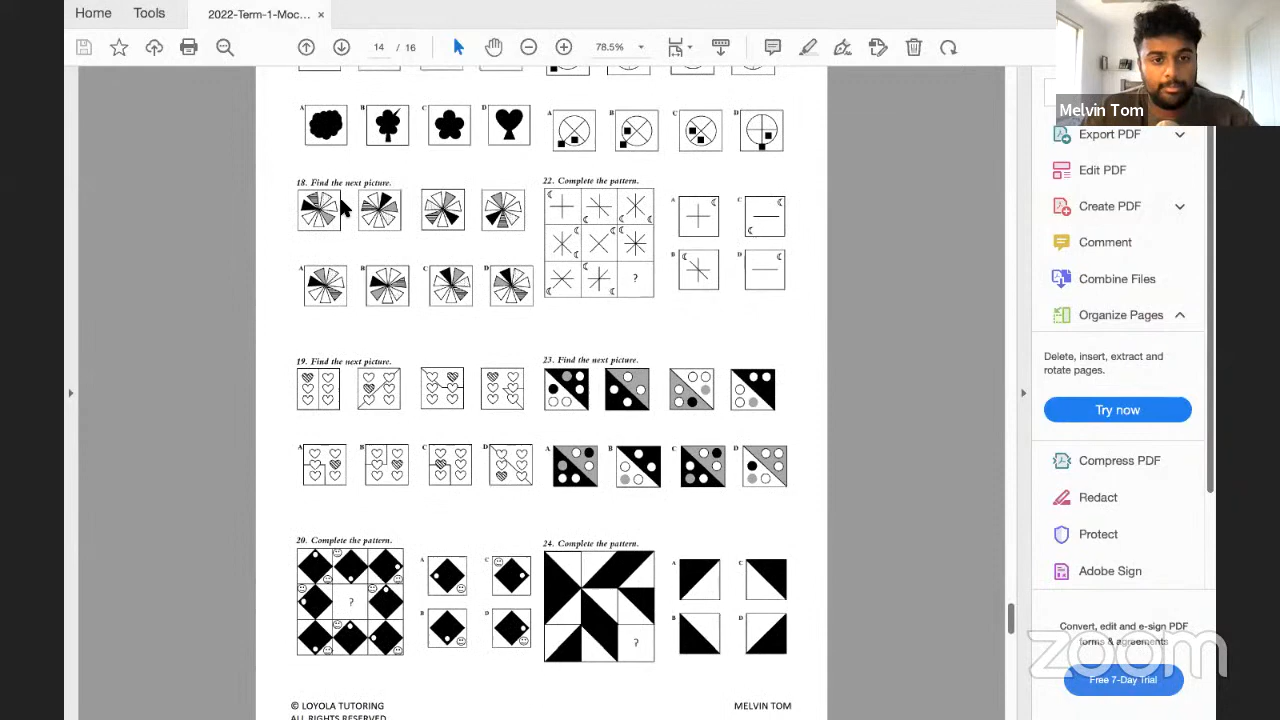 Home
Tools
2022-Term-1-Moc... ×
14 / 16
78.5%
Melvin Tom
A B C D
A B C D
18. Find the next picture.
22. Complete the pattern.
A C
B D
?
A B C D
19. Find the next picture.
23. Find the next picture.
A B C D
A B C D
20. Complete the pattern.
24. Complete the pattern.
A C
B D
?
A C
B D
?
© LOYOLA TUTORING
ALL RIGHTS RESERVED
MELVIN TOM
Export PDF
Edit PDF
Create PDF
Comment
Combine Files
Organize Pages
Delete, insert, extract and
rotate pages.
Try now
Compress PDF
Redact
Protect
Adobe Sign
Convert, edit and e-sign PDF
forms & agreements
Free 7-Day Trial
zoom